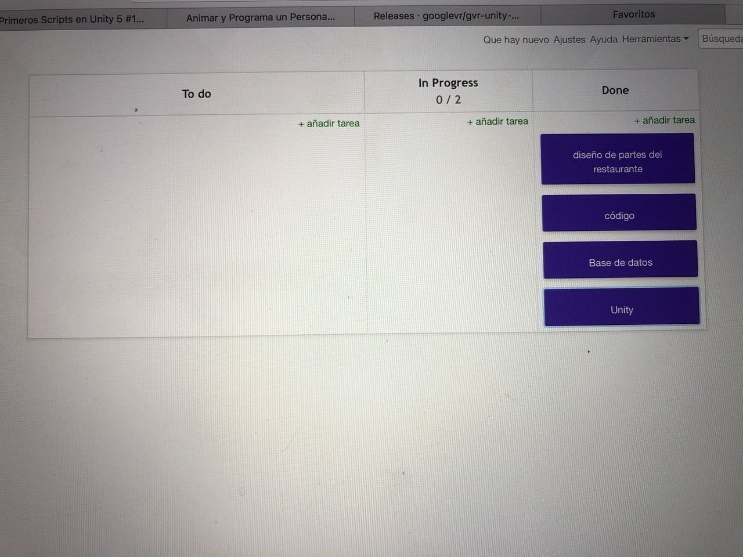 Primeros Scripts en Unity 5 #1...
Animar y Programa un Persona...
Releases · googlevr/gvr-unity-...
Favoritos
Que hay nuevo Ajustes Ayuda Herramientas
Búsqueda
To do
In Progress
0 / 2
Done
+ añadir tarea
+ añadir tarea
+ añadir tarea
diseño de partes del
restaurante
código
Base de datos
Unity